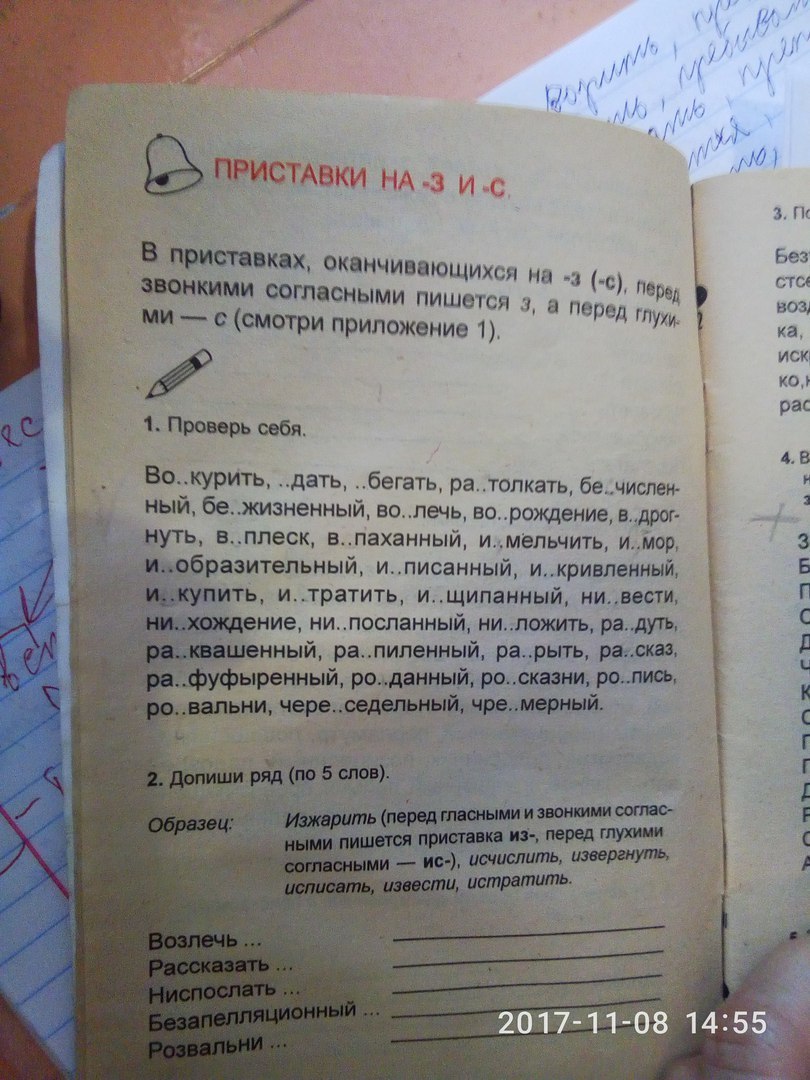 ПРИСТАВКИ НА -З И -С.
В приставках, оканчивающихся на -з (-с), перед
звонкими согласными пишется з, а перед глухи-
ми — с (смотри приложение 1).
1. Проверь себя.
Во..курить, ..дать, ..бегать, ра..толкать, бе..числен-
ный, бе..жизненный, во..лечь, во..рождение, в..дрог-
нуть, в..плеск, в..паханный, и..мельчить, и..мор,
и..образительный, и..писанный, и..кривленный,
и..купить, и..тратить, и..щипанный, ни..вести,
ни..хождение, ни..посланный, ни..ложить, ра..дуть,
ра..квашенный, ра..пиленный, ра..рыть, ра..сказ,
ра..фуфыренный, ро..данный, ро..сказни, ро..пись,
ро..вальни, чере..седельный, чре..мерный.
2. Допиши ряд (по 5 слов).
Образец: Изжарить (перед гласными и звонкими соглас-
ными пишется приставка из-, перед глухими
согласными — ис-), исчислить, извергнуть,
исписать, извести, истратить.
Возлечь ...
Рассказать ...
Ниспослать ...
Безапелляционный ...
Розвальни ...
3.
4.
2017-11-08 14:55